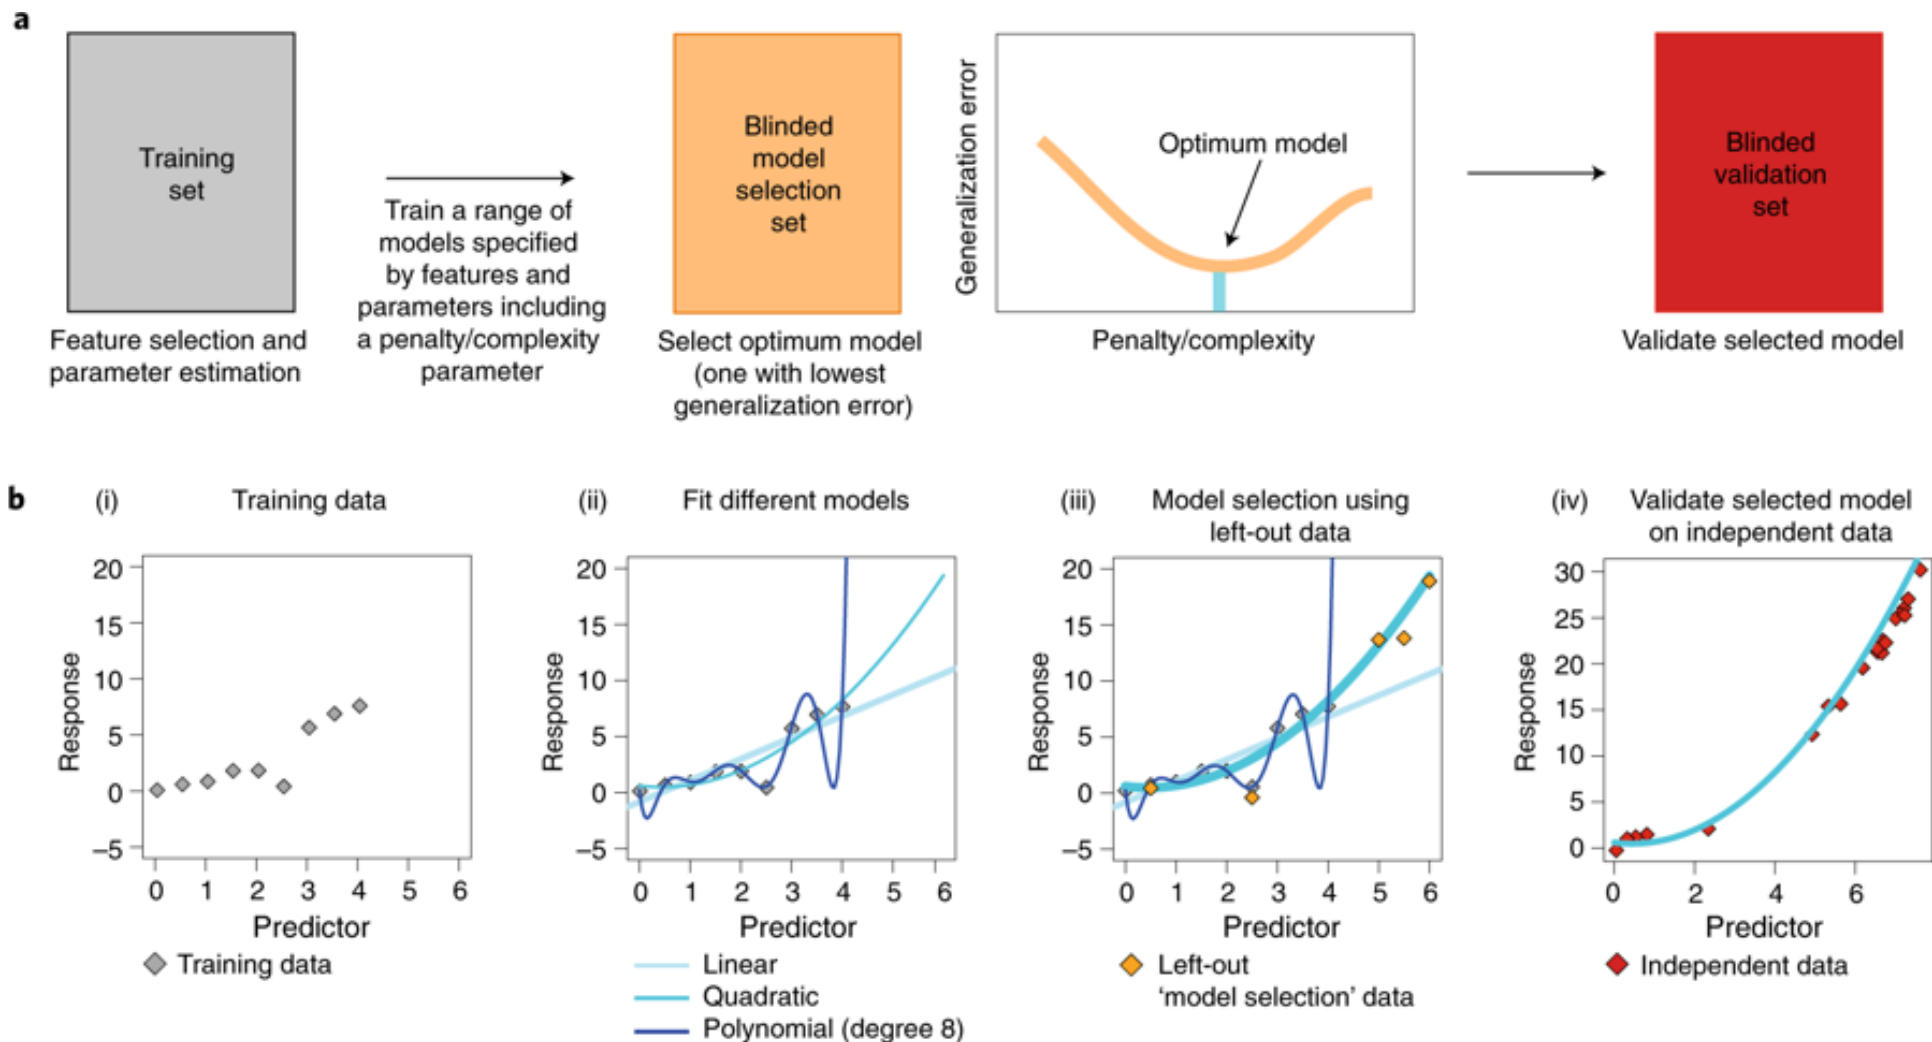 a
Training
set
Feature selection and
parameter estimation
Train a range of
models specified
by features and
parameters including
a penalty/complexity
parameter
Blinded
model
selection
set
Select optimum model
(one with lowest
generalization error)
Generalization error
Optimum model
Penalty/complexity
Blinded
validation
set
Validate selected model
b
(i) Training data
20
15
10
5
0
–5
Response
0 1 2 3 4 5 6
Predictor
Training data
(ii) Fit different models
20
15
10
5
0
–5
Response
0 1 2 3 4 5 6
Predictor
Linear
Quadratic
Polynomial (degree 8)
(iii) Model selection using
left-out data
20
15
10
5
0
–5
Response
0 1 2 3 4 5 6
Predictor
Left-out
‘model selection’ data
(iv) Validate selected model
on independent data
30
25
20
15
10
5
0
Response
0 2 4 6
Predictor
Independent data